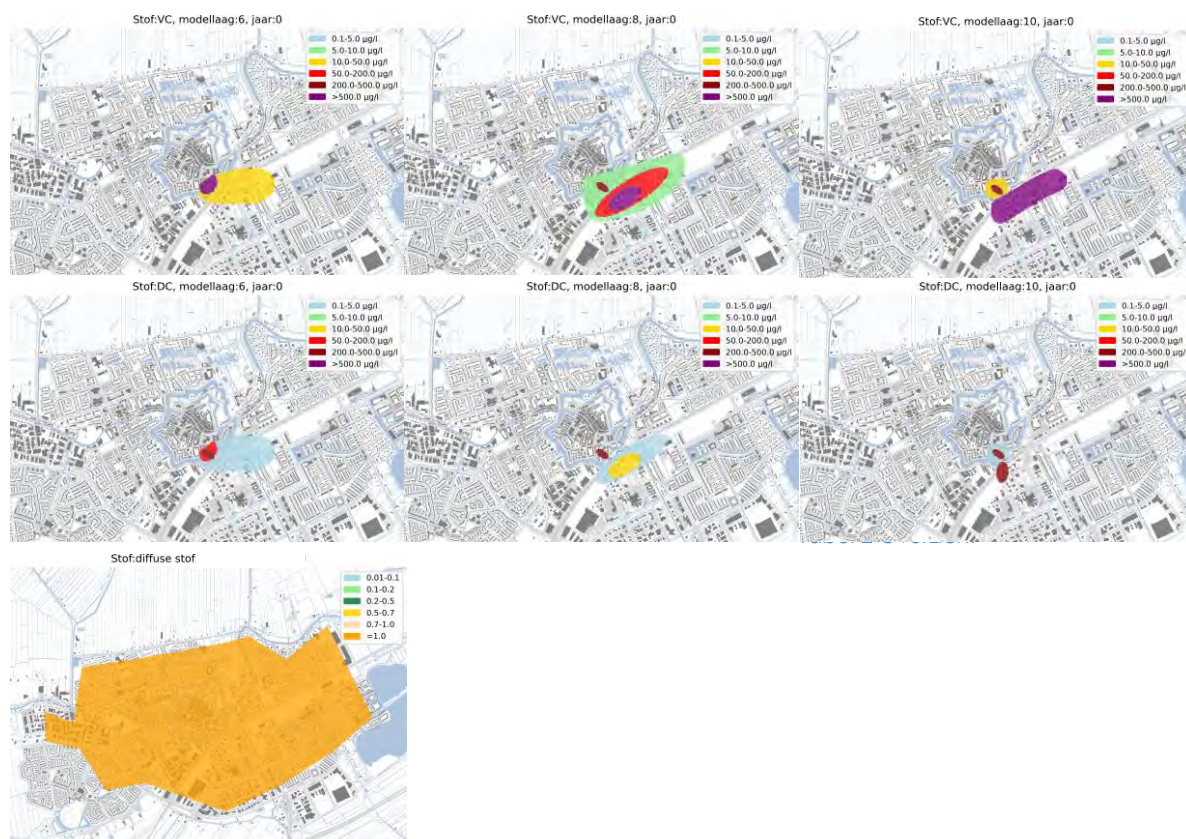 Stof:VC, modellaag:6, jaar:0
0.1-5.0 µg/l
5.0-10.0 µg/l
10.0-50.0 µg/l
50.0-200.0 µg/l
200.0-500.0 µg/l
>500.0 µg/l
Stof:VC, modellaag:8, jaar:0
0.1-5.0 µg/l
5.0-10.0 µg/l
10.0-50.0 µg/l
50.0-200.0 µg/l
200.0-500.0 µg/l
>500.0 µg/l
Stof:VC, modellaag:10, jaar:0
0.1-5.0 µg/l
5.0-10.0 µg/l
10.0-50.0 µg/l
50.0-200.0 µg/l
200.0-500.0 µg/l
>500.0 µg/l
Stof:DC, modellaag:6, jaar:0
0.1-5.0 µg/l
5.0-10.0 µg/l
10.0-50.0 µg/l
50.0-200.0 µg/l
200.0-500.0 µg/l
>500.0 µg/l
Stof:DC, modellaag:8, jaar:0
0.1-5.0 µg/l
5.0-10.0 µg/l
10.0-50.0 µg/l
50.0-200.0 µg/l
200.0-500.0 µg/l
>500.0 µg/l
Stof:DC, modellaag:10, jaar:0
0.1-5.0 µg/l
5.0-10.0 µg/l
10.0-50.0 µg/l
50.0-200.0 µg/l
200.0-500.0 µg/l
>500.0 µg/l
Stof:diffuse stof
0.01-0.1
0.1-0.2
0.2-0.5
0.5-0.7
0.7-1.0
=1.0